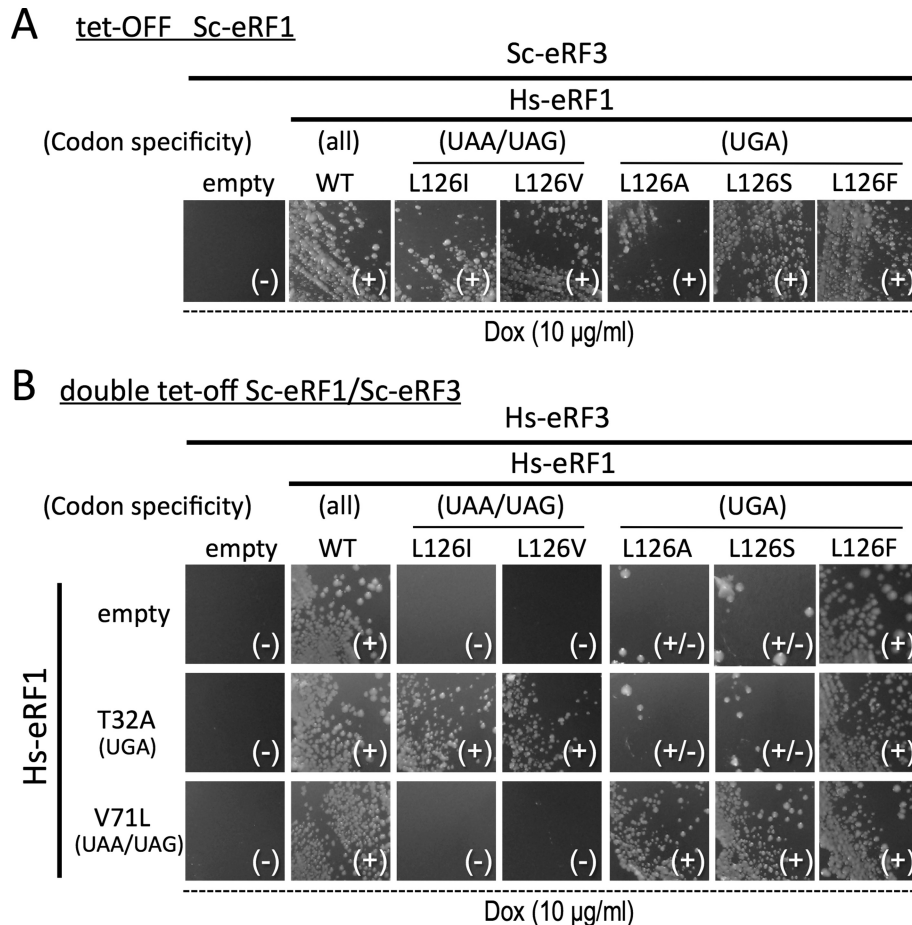 A tet-OFF Sc-eRF1
Sc-eRF3
Hs-eRF1
(Codon specificity) (all) (UAA/UAG) (UGA)
empty WT L126I L126V L126A L126S L126F
(-) (+) (+) (+) (+) (+) (+)
Dox (10 µg/ml)
B double tet-off Sc-eRF1/Sc-eRF3
Hs-eRF3
Hs-eRF1
(Codon specificity) (all) (UAA/UAG) (UGA)
empty WT L126I L126V L126A L126S L126F
Hs-eRF1
empty
(-) (+) (-) (-) (+/-) (+/-) (+)
T32A
(UGA)
(-) (+) (+) (+) (+/-) (+/-) (+)
V71L
(UAA/UAG)
(-) (+) (-) (-) (+) (+) (+)
Dox (10 µg/ml)